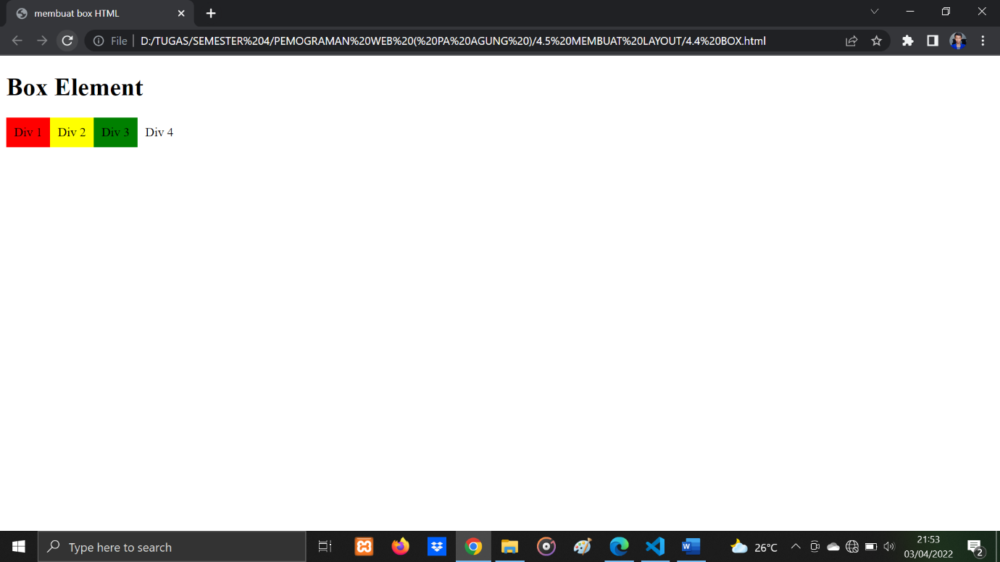 membuat box HTML
File D:/TUGAS/SEMESTER%204/PEMOGRAMAN%20WEB%20(%20PA%20AGUNG%20)/4.5%20MEMBUAT%20LAYOUT/4.4%20BOX.html
Box Element
Div 1 Div 2 Div 3 Div 4
Type here to search
W
26°C
21:53
03/04/2022
2